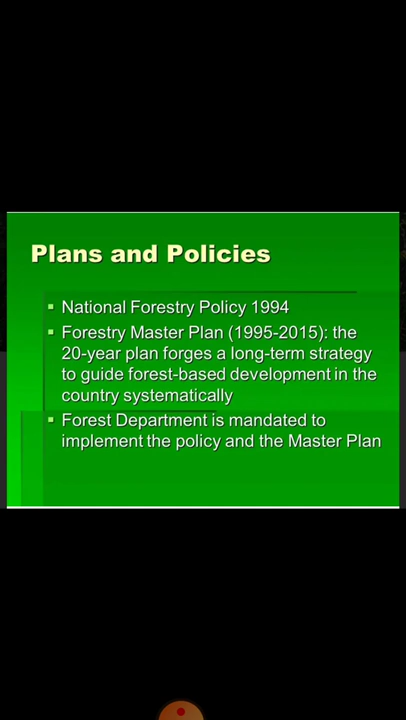 Plans and Policies
▪ National Forestry Policy 1994
▪ Forestry Master Plan (1995-2015): the
20-year plan forges a long-term strategy
to guide forest-based development in the
country systematically
▪ Forest Department is mandated to
implement the policy and the Master Plan